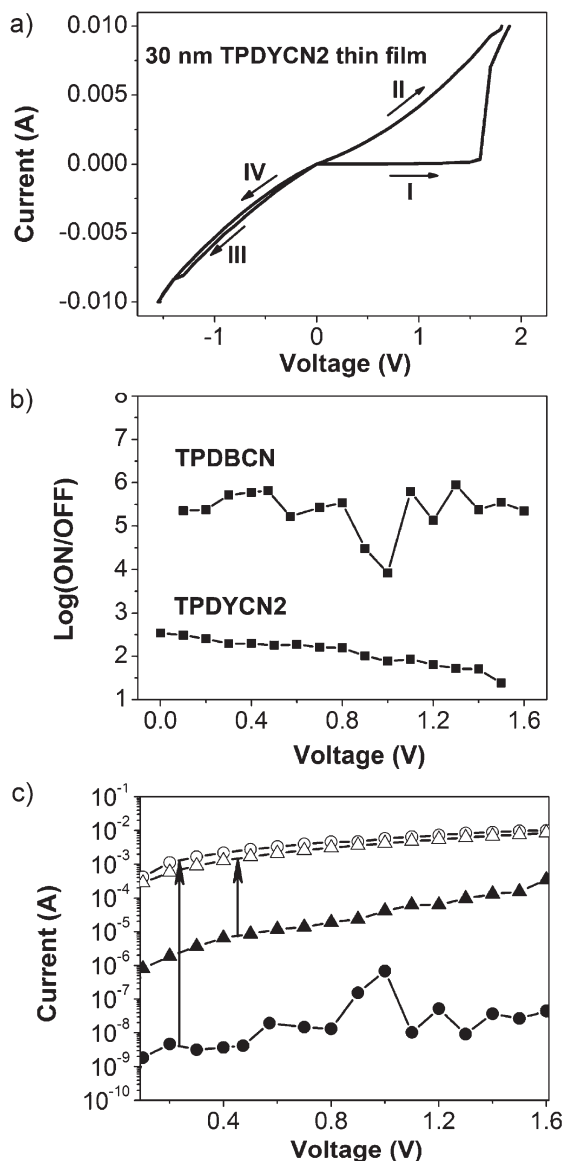 a)
0.010
0.005
0.000
-0.005
-0.010
Current (A)
30 nm TPDYCN2 thin film
II
I
IV
III
-1 0 1 2
Voltage (V)
b)
8
7
6
5
4
3
2
1
Log(ON/OFF)
TPDBCN
TPDYCN2
0.0 0.4 0.8 1.2 1.6
Voltage (V)
c)
10⁻¹
10⁻²
10⁻³
10⁻⁴
10⁻⁵
10⁻⁶
10⁻⁷
10⁻⁸
10⁻⁹
10⁻¹⁰
Current (A)
0.4 0.8 1.2 1.6
Voltage (V)